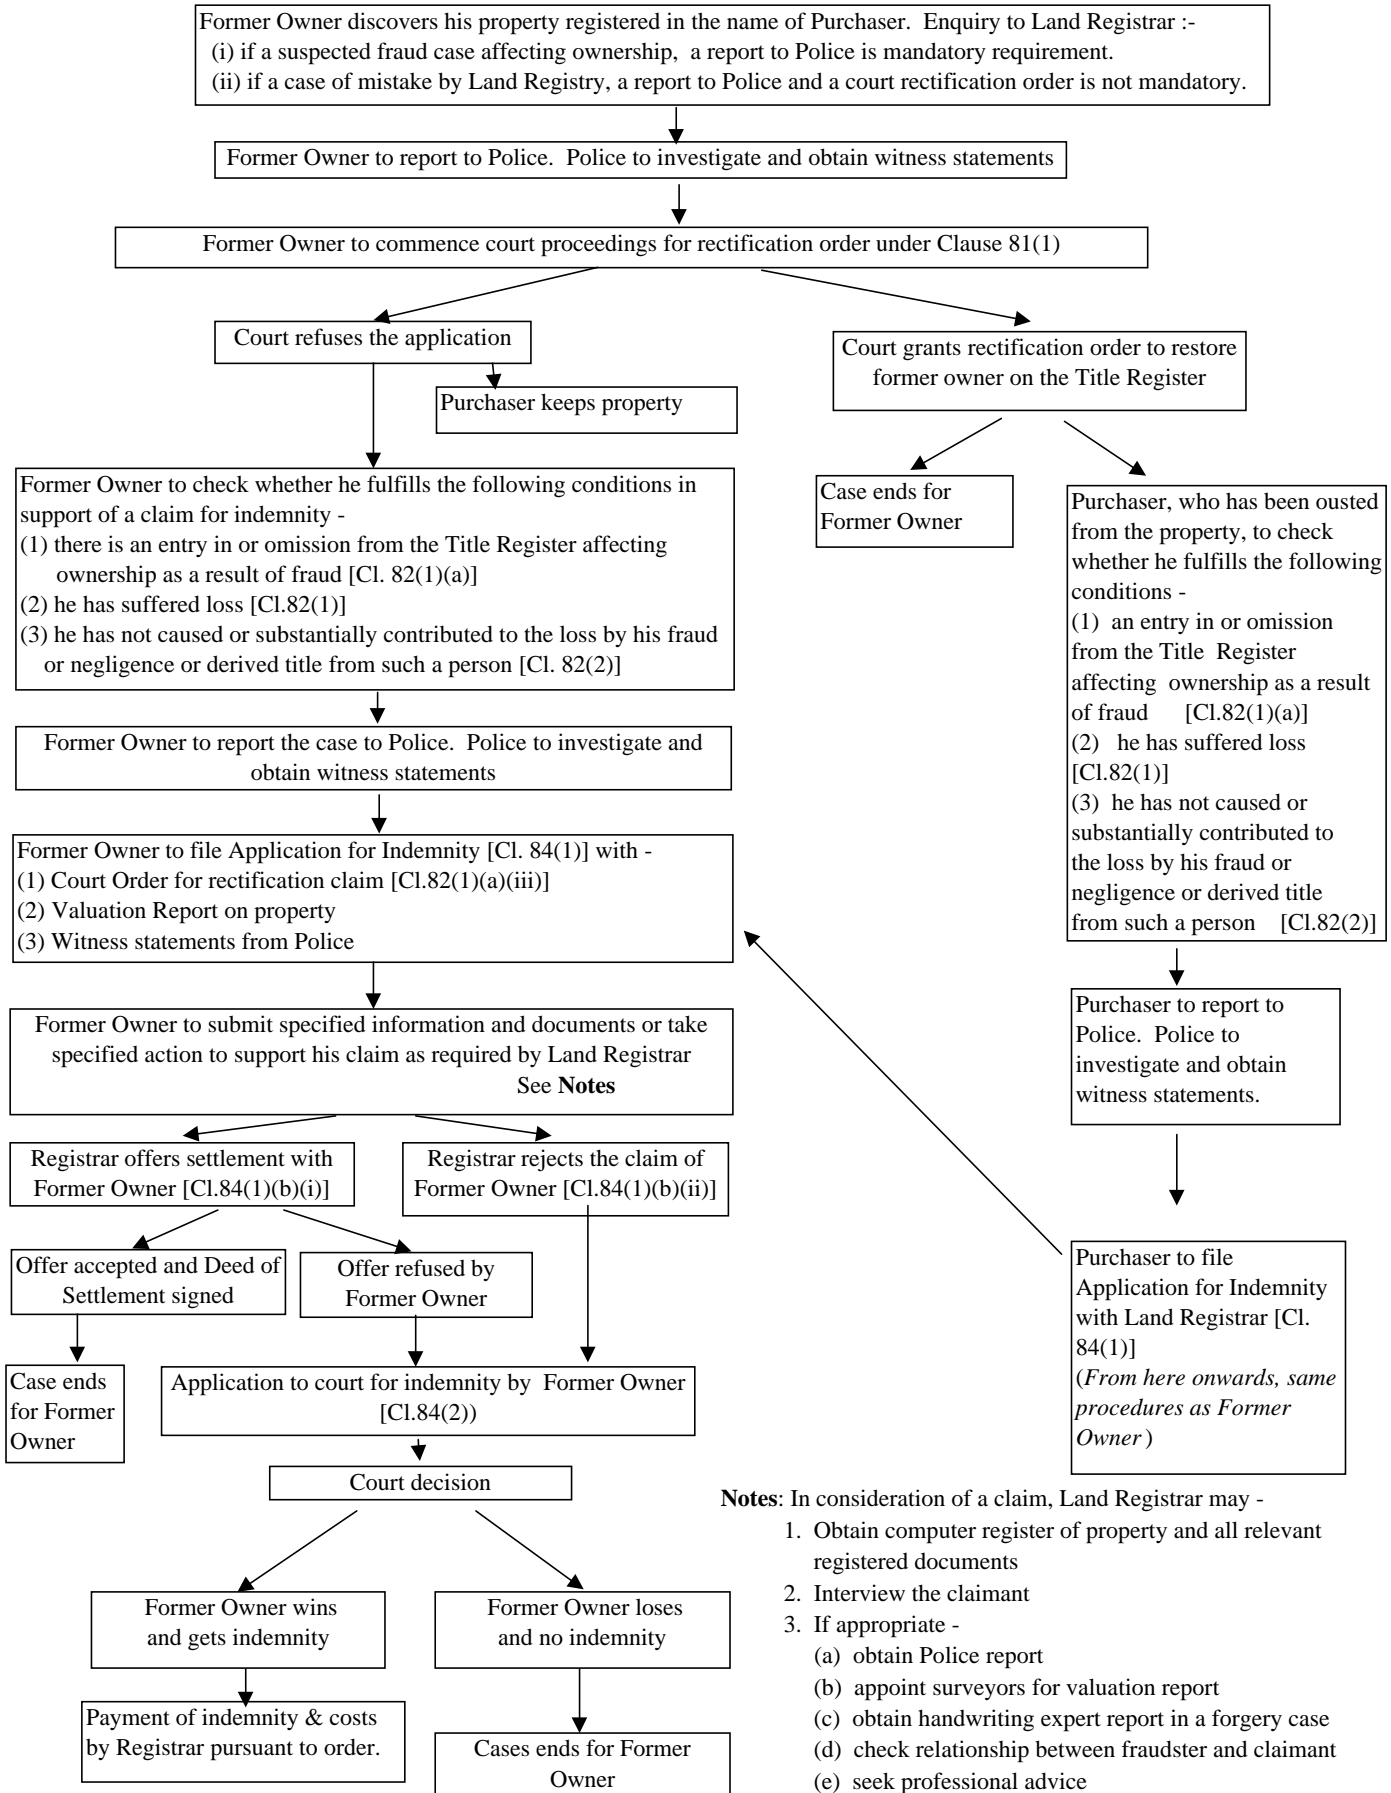 Former Owner discovers his property registered in the name of Purchaser.  Enquiry to Land Registrar :-
(i) if a suspected fraud case affecting ownership,  a report to Police is mandatory requirement.
(ii) if a case of mistake by Land Registry, a report to Police and a court rectification order is not mandatory.
Former Owner to report to Police.  Police to investigate and obtain witness statements
Former Owner to commence court proceedings for rectification order under Clause 81(1)
Court refuses the application
Purchaser keeps property
Court grants rectification order to restore
former owner on the Title Register
Former Owner to check whether he fulfills the following conditions in
support of a claim for indemnity -
(1) there is an entry in or omission from the Title Register affecting
ownership as a result of fraud [Cl. 82(1)(a)]
(2) he has suffered loss [Cl.82(1)]
(3) he has not caused or substantially contributed to the loss by his fraud
or negligence or derived title from such a person [Cl. 82(2)]
Case ends for
Former Owner
Purchaser, who has been ousted
from the property, to check
whether he fulfills the following
conditions -
(1)  an entry in or omission
from the Title  Register
affecting  ownership as a result
of fraud      [Cl.82(1)(a)]
(2)   he has suffered loss
[Cl.82(1)]
(3)  he has not caused or
substantially contributed to
the loss by his fraud or
negligence or derived title
from such a person    [Cl.82(2)]
Former Owner to report the case to Police.  Police to investigate and
obtain witness statements
Former Owner to file Application for Indemnity [Cl. 84(1)] with -
(1) Court Order for rectification claim [Cl.82(1)(a)(iii)]
(2) Valuation Report on property
(3) Witness statements from Police
Purchaser to report to
Police.  Police to
investigate and obtain
witness statements.
Former Owner to submit specified information and documents or take
specified action to support his claim as required by Land Registrar
See Notes
Registrar offers settlement with
Former Owner [Cl.84(1)(b)(i)]
Registrar rejects the claim of
Former Owner [Cl.84(1)(b)(ii)]
Offer accepted and Deed of
Settlement signed
Offer refused by
Former Owner
Purchaser to file
Application for Indemnity
with Land Registrar [Cl.
84(1)]
(From here onwards, same
procedures as Former
Owner)
Case ends
for Former
Owner
Application to court for indemnity by  Former Owner
[Cl.84(2))
Court decision
Former Owner wins
and gets indemnity
Former Owner loses
and no indemnity
Payment of indemnity & costs
by Registrar pursuant to order.
Cases ends for Former
Owner
Notes: In consideration of a claim, Land Registrar may -
1.  Obtain computer register of property and all relevant
registered documents
2.  Interview the claimant
3.  If appropriate -
(a)  obtain Police report
(b)  appoint surveyors for valuation report
(c)  obtain handwriting expert report in a forgery case
(d)  check relationship between fraudster and claimant
(e)  seek professional advice